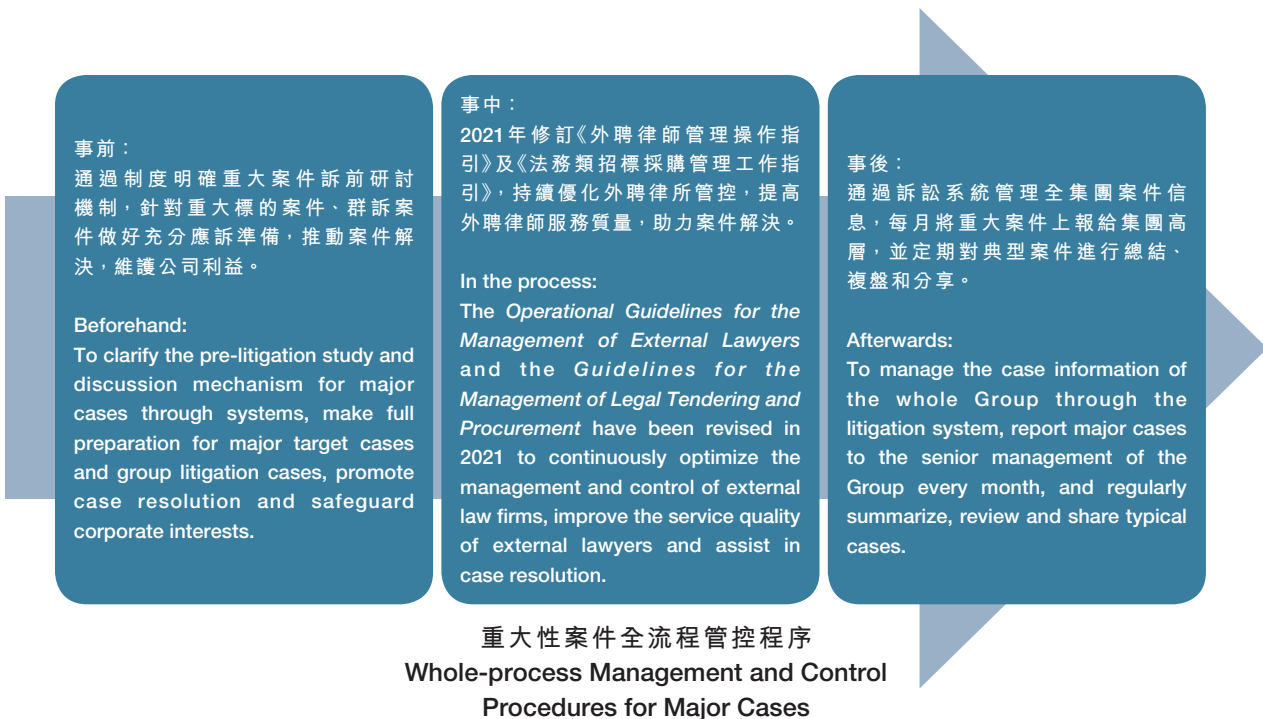 事前：
通過制度明確重大案件訴前研討
機制，針對重大標的案件、群訴案
件做好充分應訴準備，推動案件解
決，維護公司利益。
Beforehand:
To clarify the pre-litigation study and
discussion mechanism for major
cases through systems, make full
preparation for major target cases
and group litigation cases, promote
case resolution and safeguard
corporate interests.
事中：
2021年修訂《外聘律師管理操作指
引》及《法務類招標採購管理工作指
引》，持續優化外聘律所管控，提高
外聘律師服務質量，助力案件解決。
In the process:
The Operational Guidelines for the
Management of External Lawyers
and the Guidelines for the
Management of Legal Tendering and
Procurement have been revised in
2021 to continuously optimize the
management and control of external
law firms, improve the service quality
of external lawyers and assist in
case resolution.
事後：
通過訴訟系統管理全集團案件信
息，每月將重大案件上報給集團高
層，並定期對典型案件進行總結、
複盤和分享。
Afterwards:
To manage the case information of
the whole Group through the
litigation system, report major cases
to the senior management of the
Group every month, and regularly
summarize, review and share typical
cases.
重大性案件全流程管控程序
Whole-process Management and Control
Procedures for Major Cases